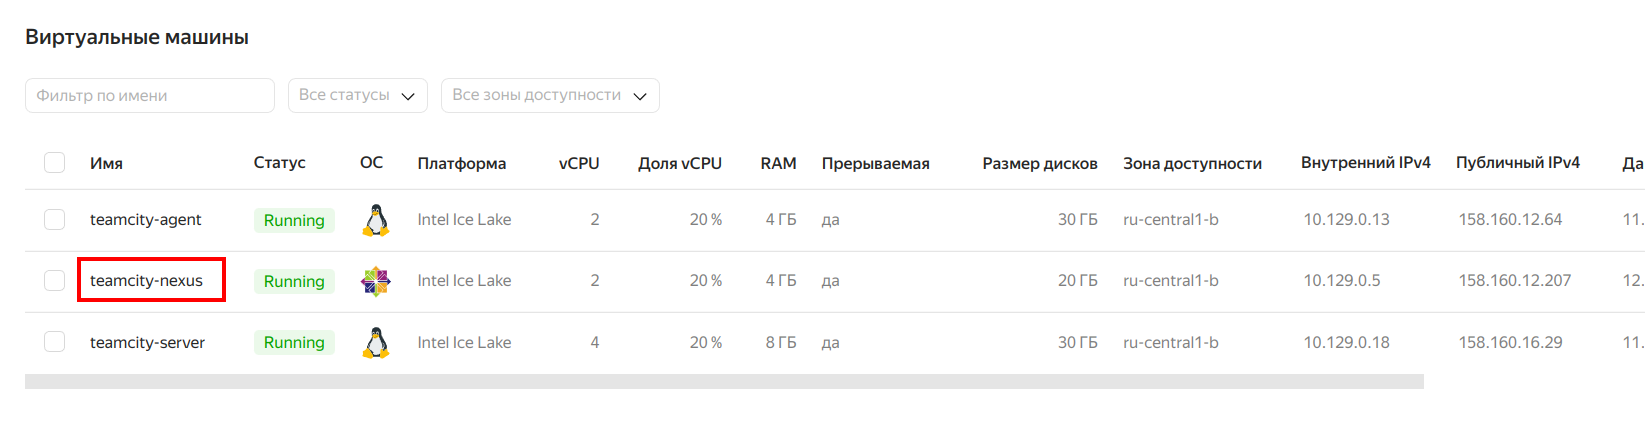 Виртуальные машины
Фильтр по имени Все статусы Все зоны доступности
Имя Статус ОС Платформа vCPU Доля vCPU RAM Прерываемая Размер дисков Зона доступности Внутренний IPv4 Публичный IPv4 Да
teamcity-agent Running Intel Ice Lake 2 20 % 4 ГБ да 30 ГБ ru-central1-b 10.129.0.13 158.160.12.64 11.
teamcity-nexus Running Intel Ice Lake 2 20 % 4 ГБ да 20 ГБ ru-central1-b 10.129.0.5 158.160.12.207 12.
teamcity-server Running Intel Ice Lake 4 20 % 8 ГБ да 30 ГБ ru-central1-b 10.129.0.18 158.160.16.29 11.